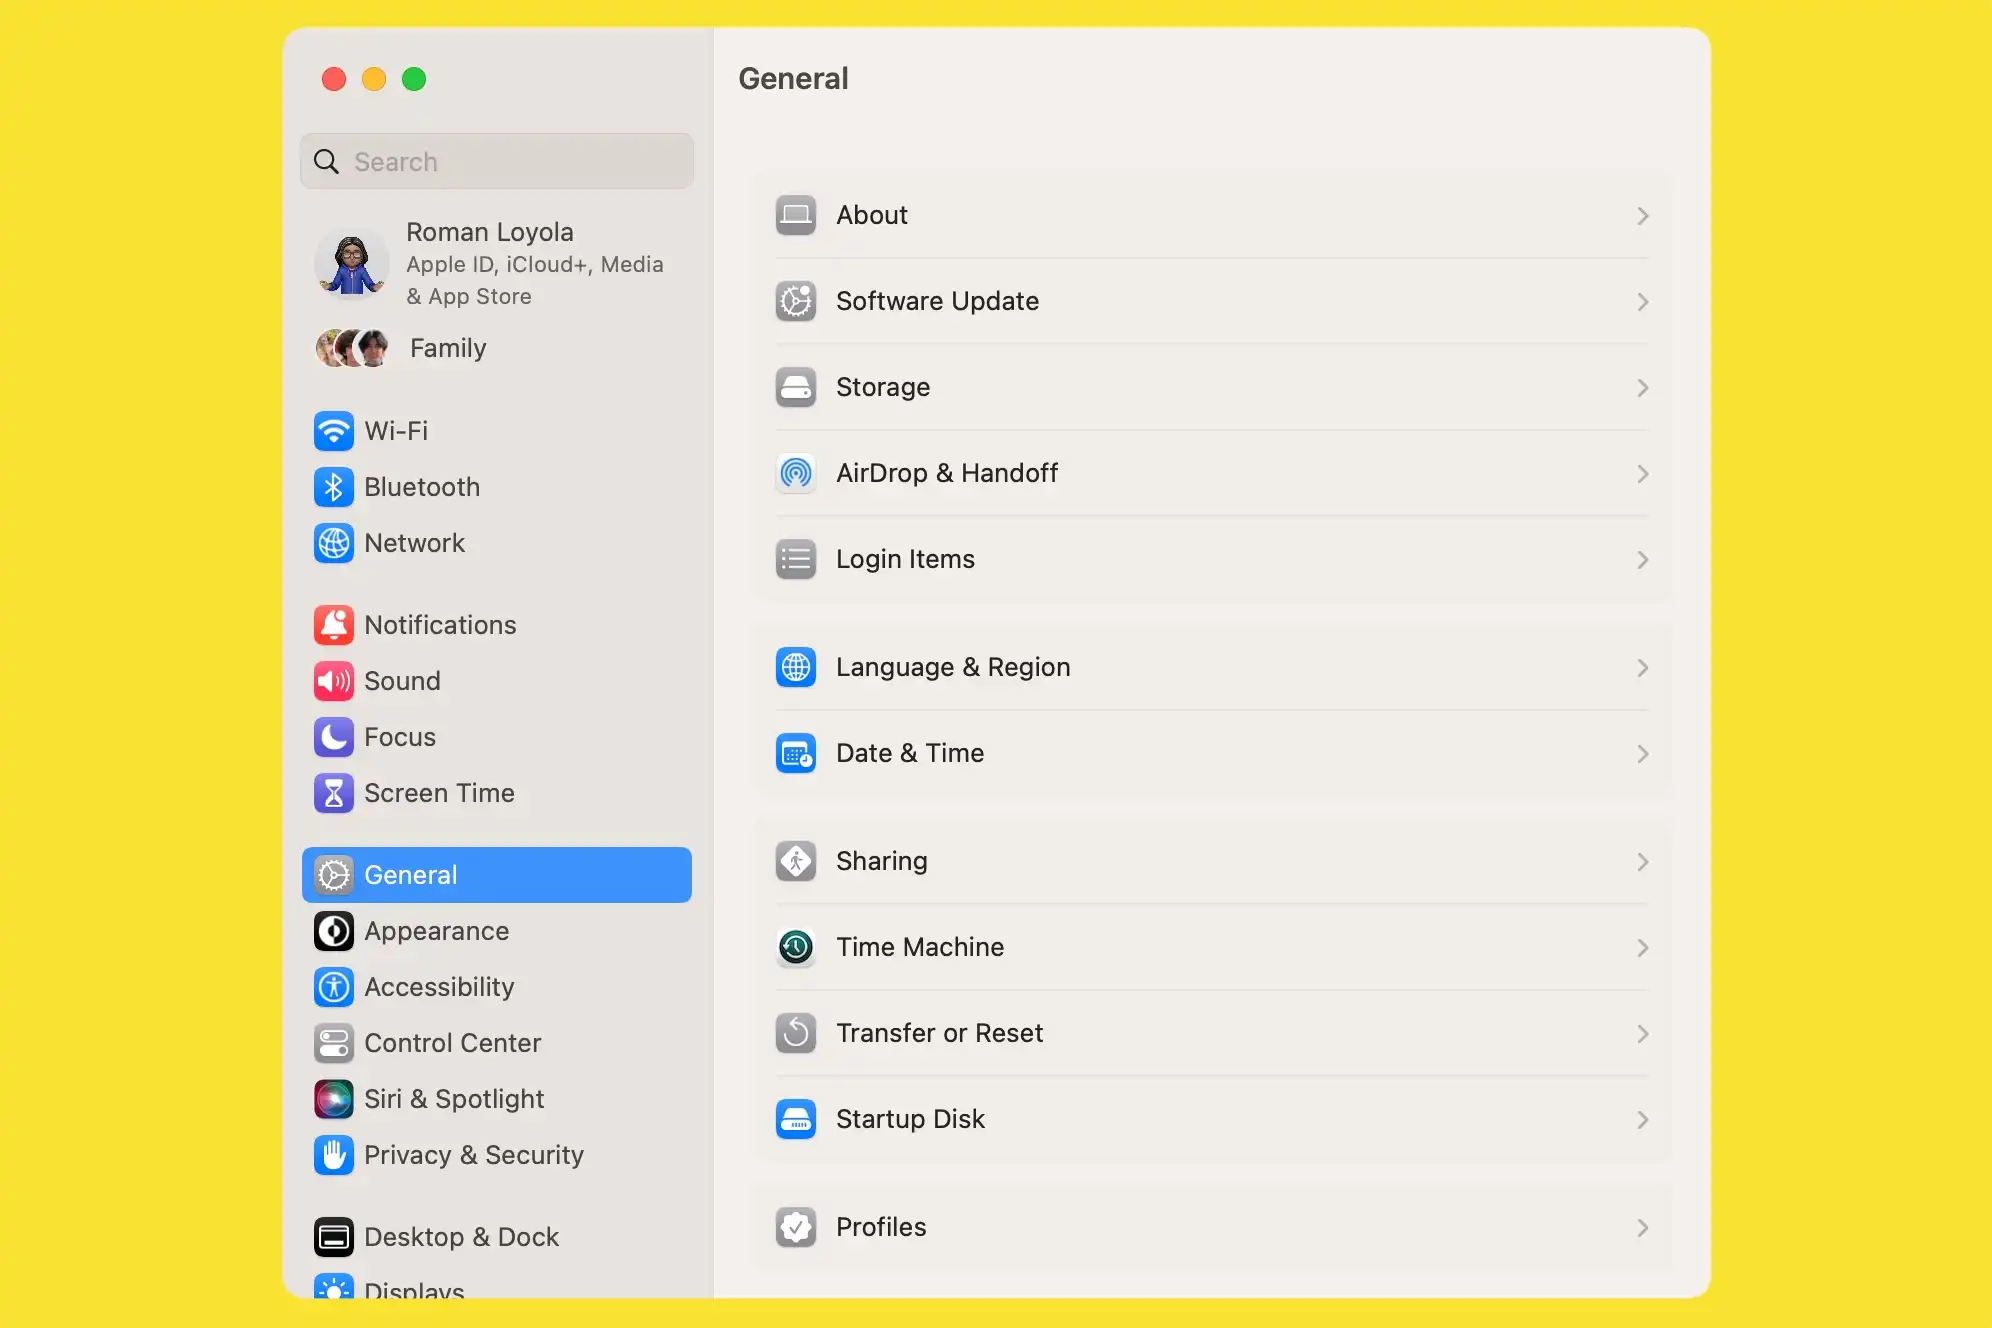 General
Search
Roman Loyola
Apple ID, iCloud+, Media
& App Store
Family
Wi-Fi
Bluetooth
Network
Notifications
Sound
Focus
Screen Time
General
Appearance
Accessibility
Control Center
Siri & Spotlight
Privacy & Security
Desktop & Dock
Displays
About
Software Update
Storage
AirDrop & Handoff
Login Items
Language & Region
Date & Time
Sharing
Time Machine
Transfer or Reset
Startup Disk
Profiles